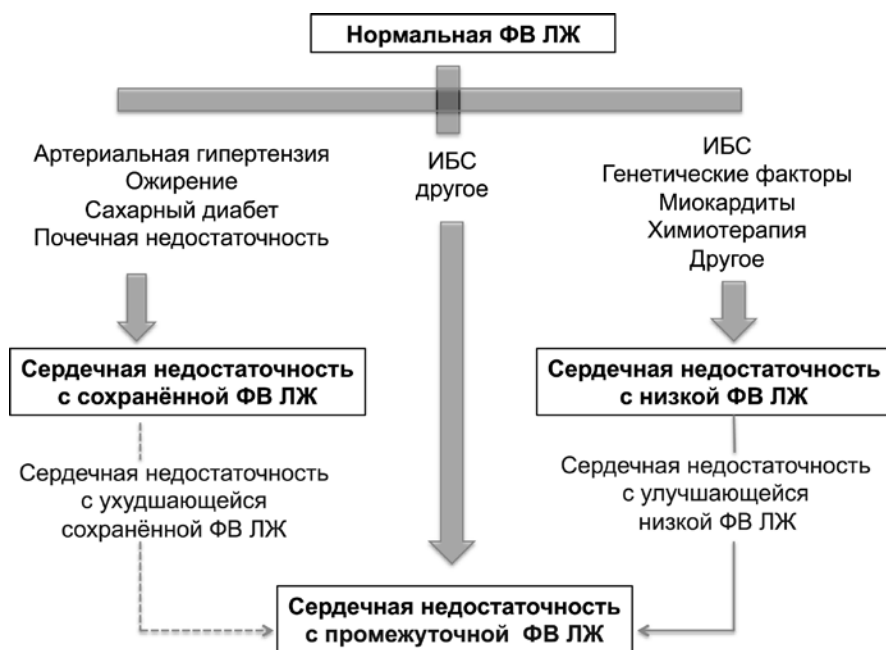 Нормальная ФВ ЛЖ
Артериальная гипертензия
Ожирение
Сахарный диабет
Почечная недостаточность
ИБС
другое
ИБС
Генетические факторы
Миокардиты
Химиотерапия
Другое
Сердечная недостаточность
с сохранённой ФВ ЛЖ
Сердечная недостаточность
с низкой ФВ ЛЖ
Сердечная недостаточность
с ухудшающейся
сохранённой ФВ ЛЖ
Сердечная недостаточность
с улучшающейся
низкой ФВ ЛЖ
Сердечная недостаточность
с промежуточной ФВ ЛЖ